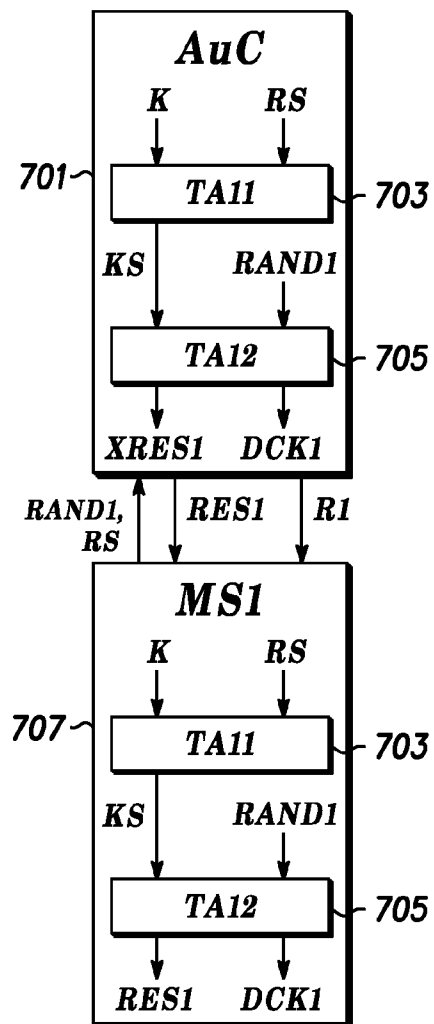 AuC
K RS
701
TA11
703
KS RAND1
TA12
705
XRES1 DCK1
RAND1,
RS
RES1
R1
MS1
K RS
707
TA11
703
KS RAND1
TA12
705
RES1 DCK1